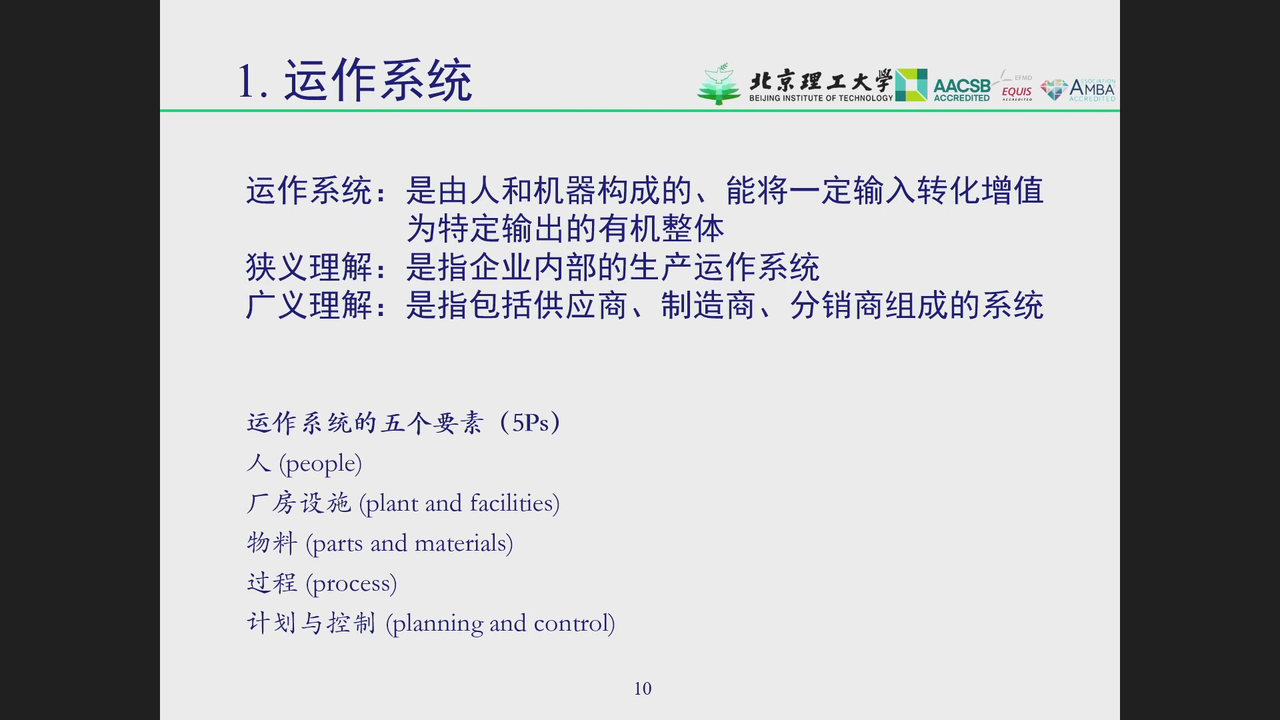 1. 运作系统
北京理工大学
BEIJING INSTITUTE OF TECHNOLOGY
AACSB
ACCREDITED
EFMD
EQUIS
ACCREDITED
ASSOCIATION
AMBA
ACCREDITED
运作系统：是由人和机器构成的、能将一定输入转化增值
为特定输出的有机整体
狭义理解：是指企业内部的生产运作系统
广义理解：是指包括供应商、制造商、分销商组成的系统
运作系统的五个要素（5Ps）
人 (people)
厂房设施 (plant and facilities)
物料 (parts and materials)
过程 (process)
计划与控制 (planning and control)
10